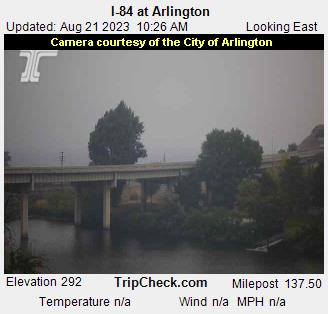 I-84 at Arlington
Updated: Aug 21 2023 10:26 AM Looking East
Camera courtesy of the City of Arlington
Elevation 292 TripCheck.com Milepost 137.50
Temperature n/a Wind n/a MPH n/a